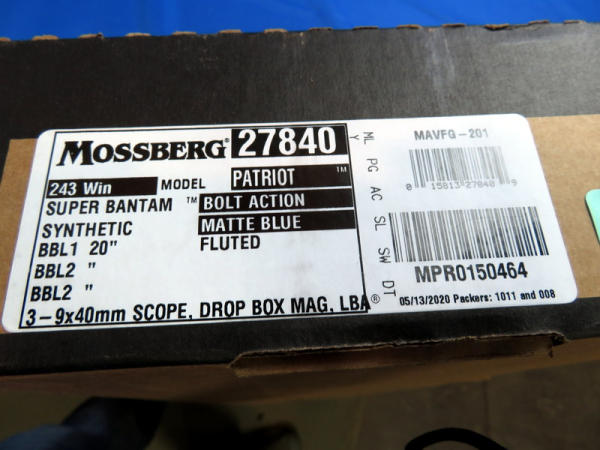 MOSSBERG® 27840
243 Win MODEL PATRIOT ™
SUPER BANTAM ™ BOLT ACTION
SYNTHETIC MATTE BLUE
BBL1 20" FLUTED
BBL2 "
BBL2 "
3-9x40mm SCOPE, DROP BOX MAG, LBA®
Y
ML PG AC SL SW DT
MAVFG-201
0 15813 27840 9
MPR0150464
05/13/2020 Packers: 1011 and 008